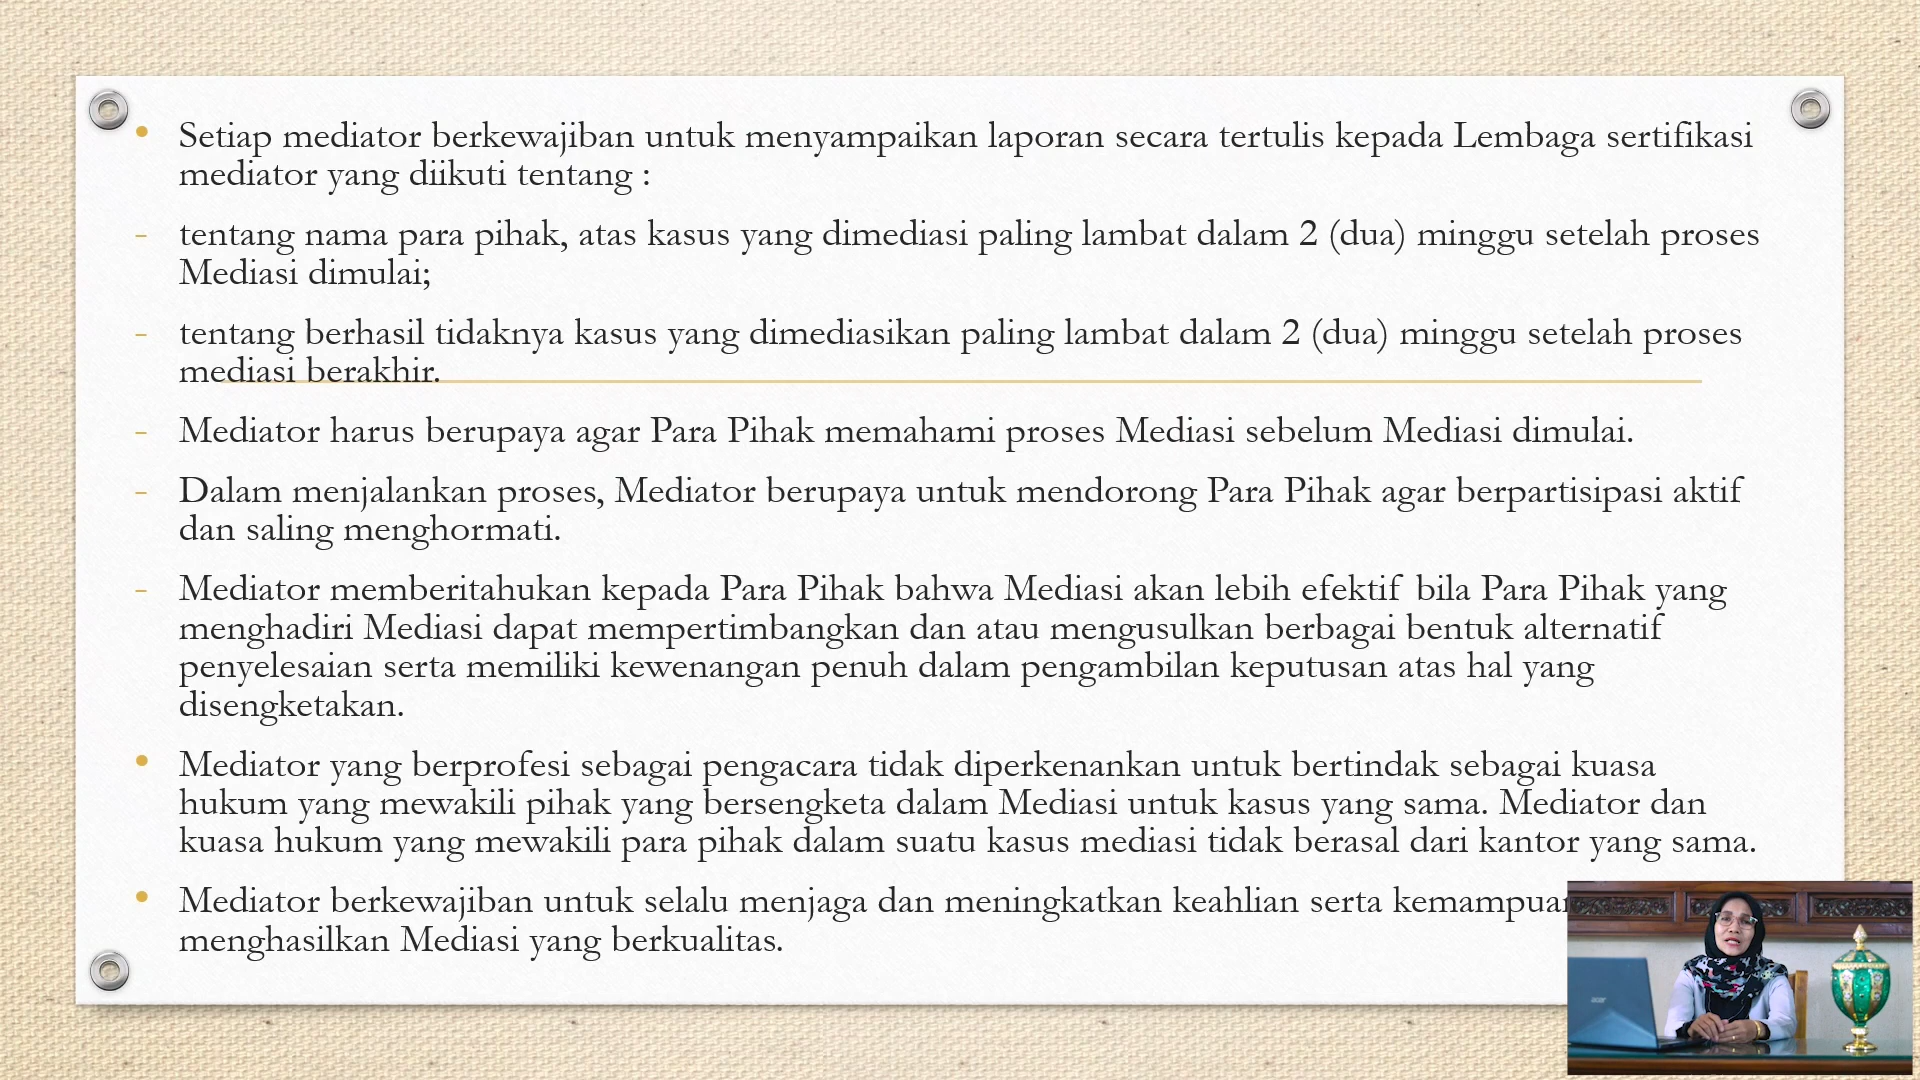 • Setiap mediator berkewajiban untuk menyampaikan laporan secara tertulis kepada Lembaga sertifikasi
mediator yang diikuti tentang :
- tentang nama para pihak, atas kasus yang dimediasi paling lambat dalam 2 (dua) minggu setelah proses
Mediasi dimulai;
- tentang berhasil tidaknya kasus yang dimediasikan paling lambat dalam 2 (dua) minggu setelah proses
mediasi berakhir.
- Mediator harus berupaya agar Para Pihak memahami proses Mediasi sebelum Mediasi dimulai.
- Dalam menjalankan proses, Mediator berupaya untuk mendorong Para Pihak agar berpartisipasi aktif
dan saling menghormati.
- Mediator memberitahukan kepada Para Pihak bahwa Mediasi akan lebih efektif bila Para Pihak yang
menghadiri Mediasi dapat mempertimbangkan dan atau mengusulkan berbagai bentuk alternatif
penyelesaian serta memiliki kewenangan penuh dalam pengambilan keputusan atas hal yang
disengketakan.
• Mediator yang berprofesi sebagai pengacara tidak diperkenankan untuk bertindak sebagai kuasa
hukum yang mewakili pihak yang bersengketa dalam Mediasi untuk kasus yang sama. Mediator dan
kuasa hukum yang mewakili para pihak dalam suatu kasus mediasi tidak berasal dari kantor yang sama.
• Mediator berkewajiban untuk selalu menjaga dan meningkatkan keahlian serta
menghasilkan Mediasi yang berkualitas.
acer